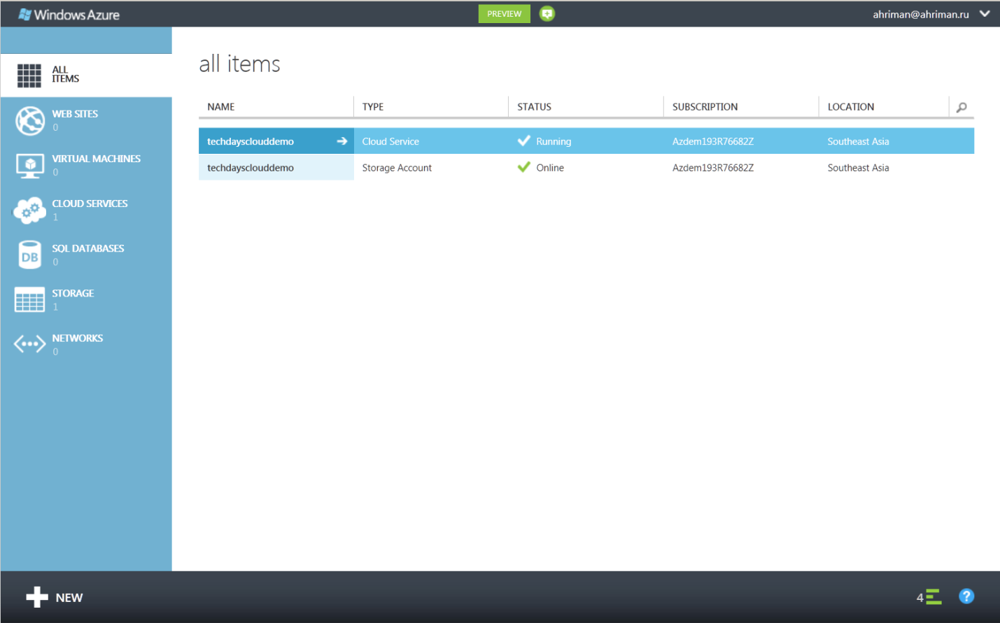 Windows Azure
PREVIEW
ahriman@ahriman.ru
ALL
ITEMS
WEB SITES
0
VIRTUAL MACHINES
0
CLOUD SERVICES
1
DB
SQL DATABASES
0
STORAGE
1
NETWORKS
0
all items
NAME TYPE STATUS SUBSCRIPTION LOCATION
techdaysclouddemo Cloud Service Running Azdem193R76682Z Southeast Asia
techdaysclouddemo Storage Account Online Azdem193R76682Z Southeast Asia
NEW
4
?